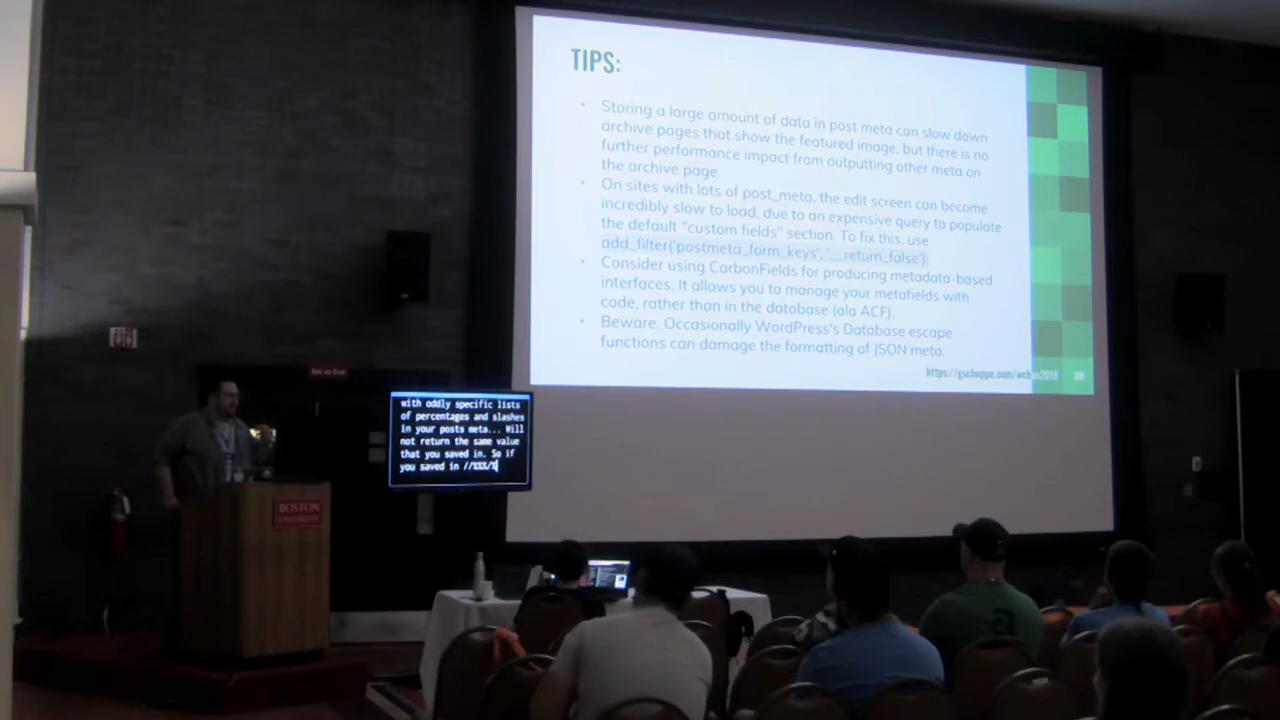 TIPS:
Storing a large amount of data in post meta can slow down
archive pages that show the featured image, but there is no
further performance impact from outputting other meta on
the archive page.
On sites with lots of post_meta, the edit screen can become
incredibly slow to load, due to an expensive query to populate
the default "custom fields" section. To fix this, use
add_filter('postmeta_form_keys', '__return_false');
Consider using CarbonFields for producing metadata-based
interfaces. It allows you to manage your metafields with
code, rather than in the database (ala ACF).
Beware. Occasionally WordPress's Database escape
functions can damage the formatting of JSON meta.
with oddly specific lists
of percentages and slashes
in your posts meta... Will
not return the same value
that you saved in. So if
you saved in //%%%/%
BOSTON
UNIVERSITY